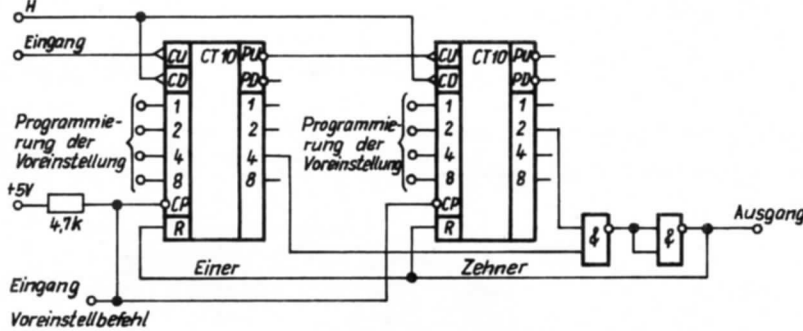 H
Eingang
CU
CT10
PU
CD
PD
1
1
2
2
4
4
8
8
CP
R
Programmie-
rung der
Voreinstellung
+5V
4,7k
Einer
CU
CT10
PU
CD
PD
1
1
2
2
4
4
8
8
CP
R
Programmie-
rung der
Voreinstellung
Zehner
&
&
Ausgang
Eingang
Voreinstellbefehl